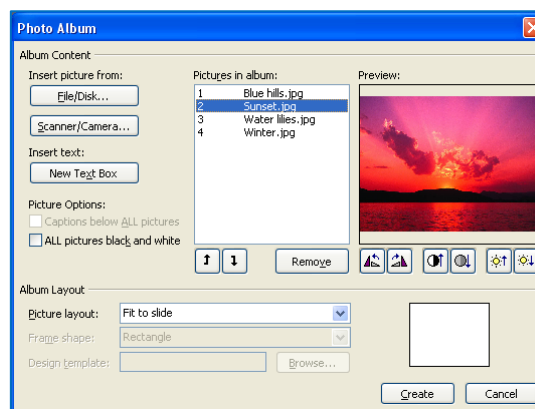 Photo Album
Album Content
Insert picture from:
File/Disk...
Scanner/Camera...
Insert text:
New Text Box
Picture Options:
Captions below ALL pictures
ALL pictures black and white
Pictures in album:
1 Blue hills.jpg
2 Sunset.jpg
3 Water lilies.jpg
4 Winter.jpg
Remove
Preview:
Album Layout
Picture layout: Fit to slide
Frame shape: Rectangle
Design template: Browse...
Create Cancel